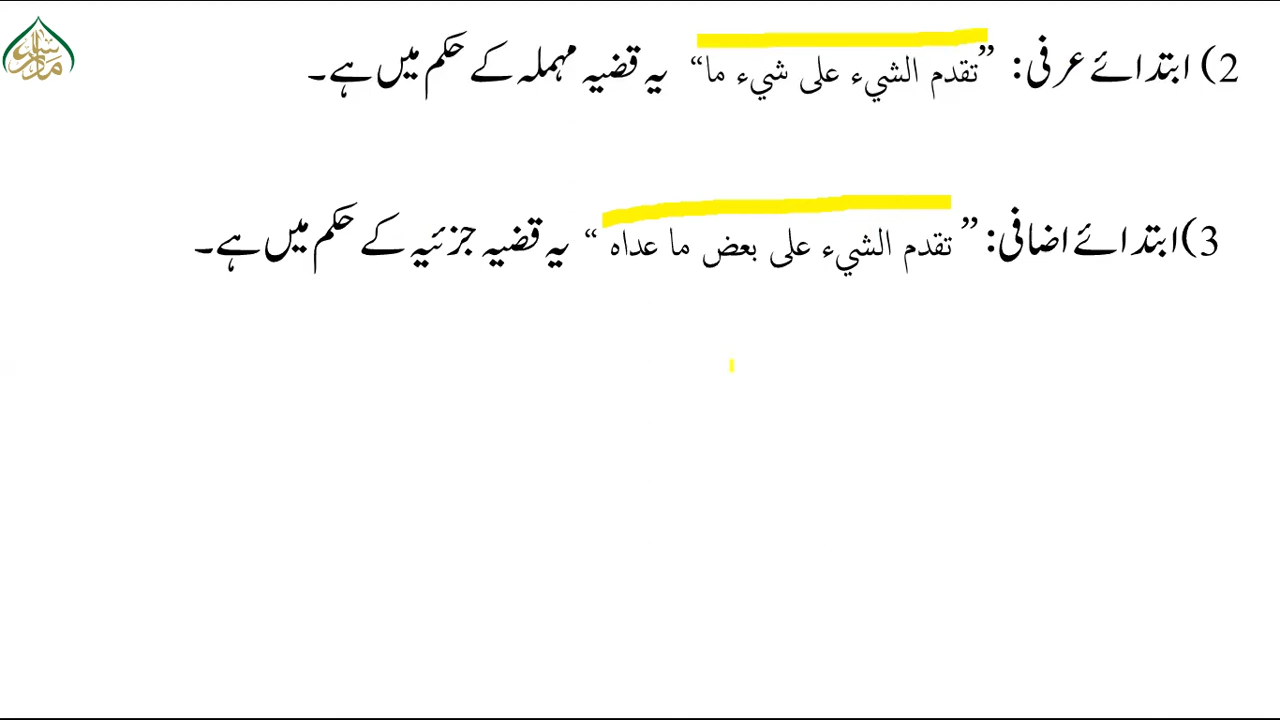 2) ابتدائے عرفی: ”تقدم الشيء على شيء ما“ یہ قضیہ مہملہ کے حکم میں ہے۔
3)ابتدائے اضافی: ” تقدم الشيء على بعض ما عداه “ یہ قضیہ جزئیہ کے حکم میں ہے۔